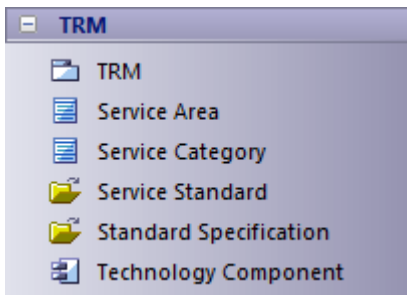 TRM
TRM
Service Area
Service Category
Service Standard
Standard Specification
Technology Component